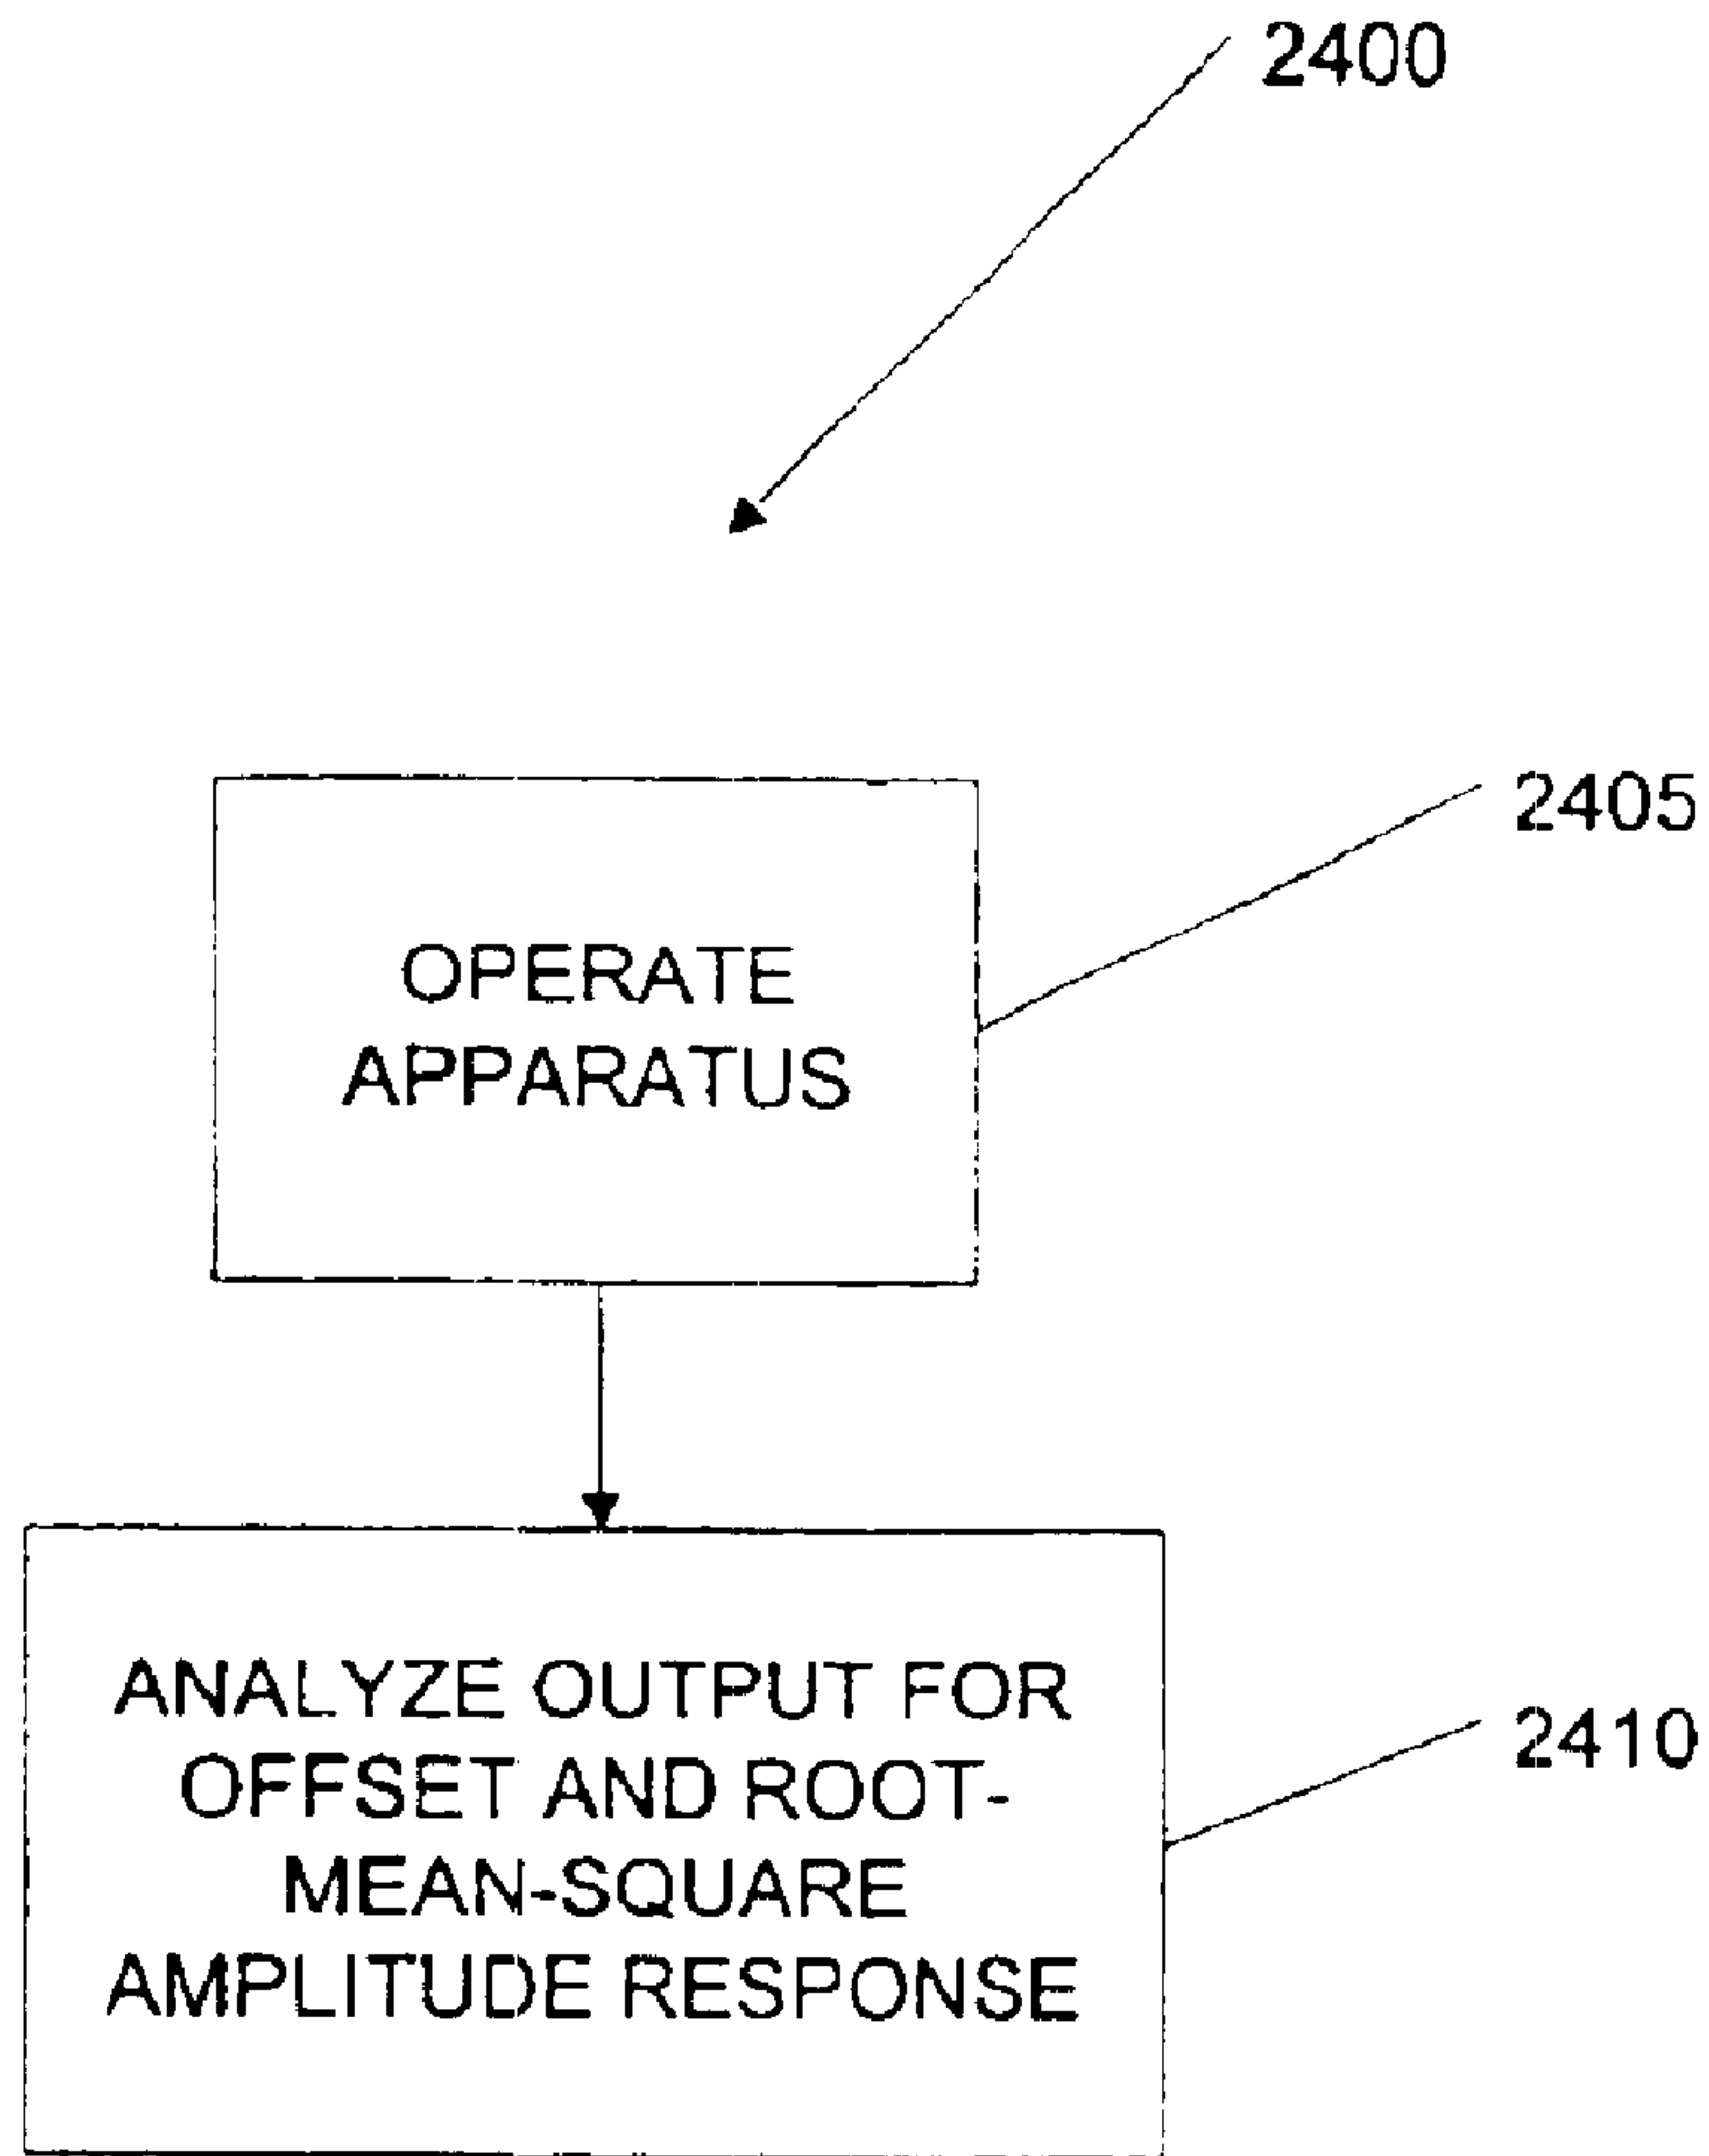 2400
2405
OPERATE
APPARATUS
ANALYZE OUTPUT FOR
OFFSET AND ROOT-
MEAN-SQUARE
AMPLITUDE RESPONSE
2410